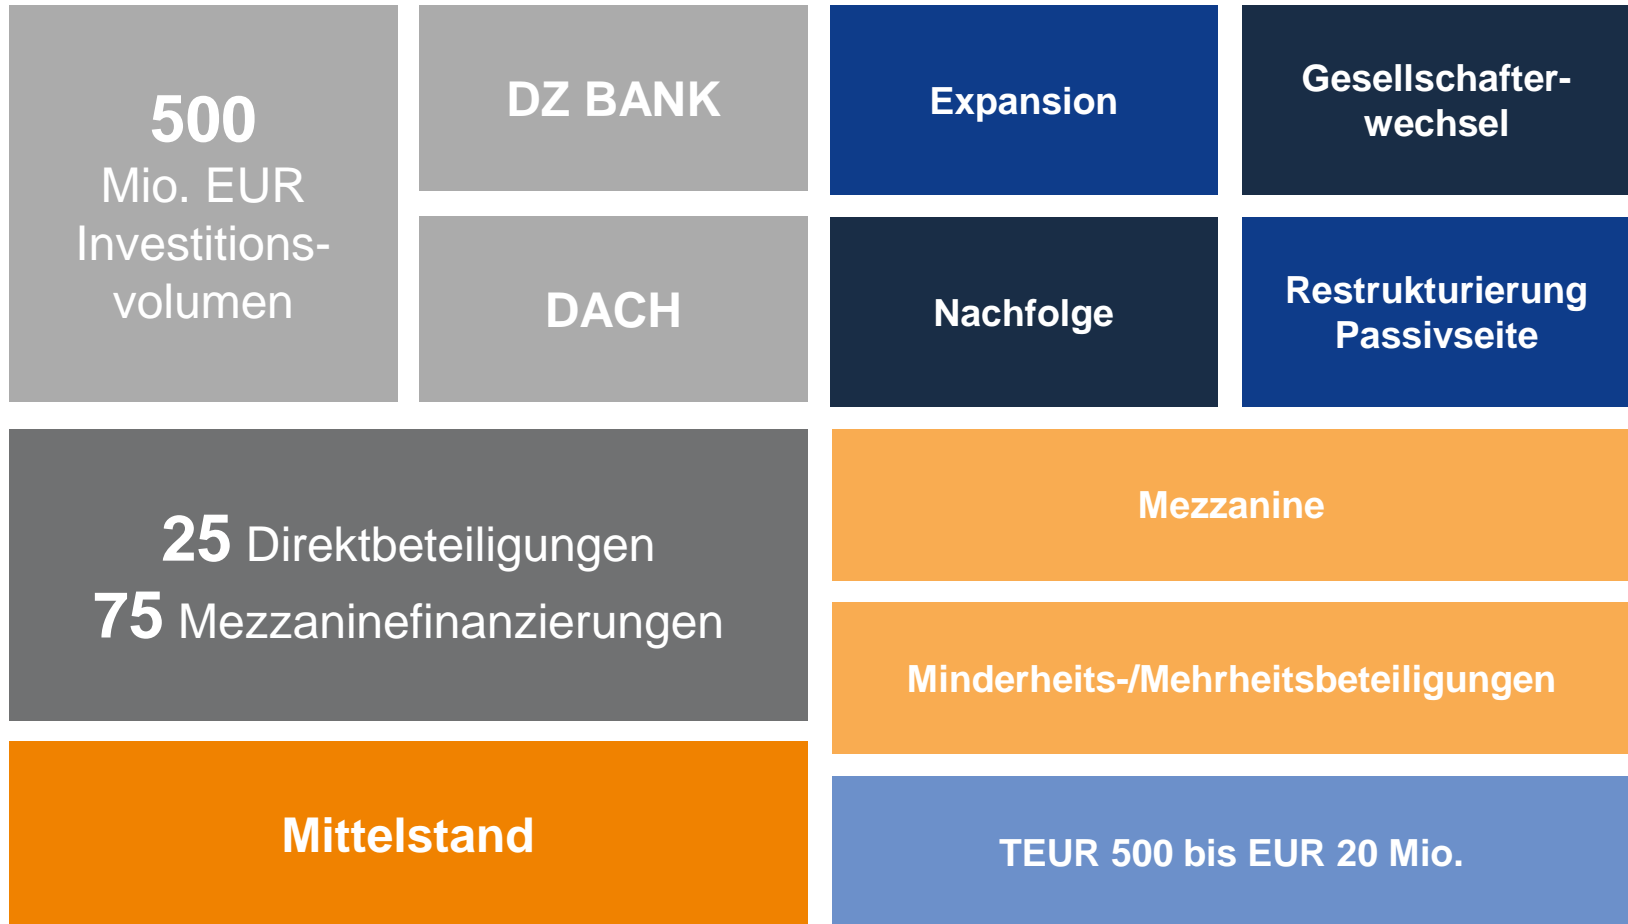 500
Mio. EUR
Investitions-
volumen
DZ BANK
DACH
Expansion
Gesellschafter-
wechsel
Nachfolge
Restrukturierung
Passivseite
25 Direktbeteiligungen
75 Mezzaninefinanzierungen
Mittelstand
Mezzanine
Minderheits-/Mehrheitsbeteiligungen
TEUR 500 bis EUR 20 Mio.